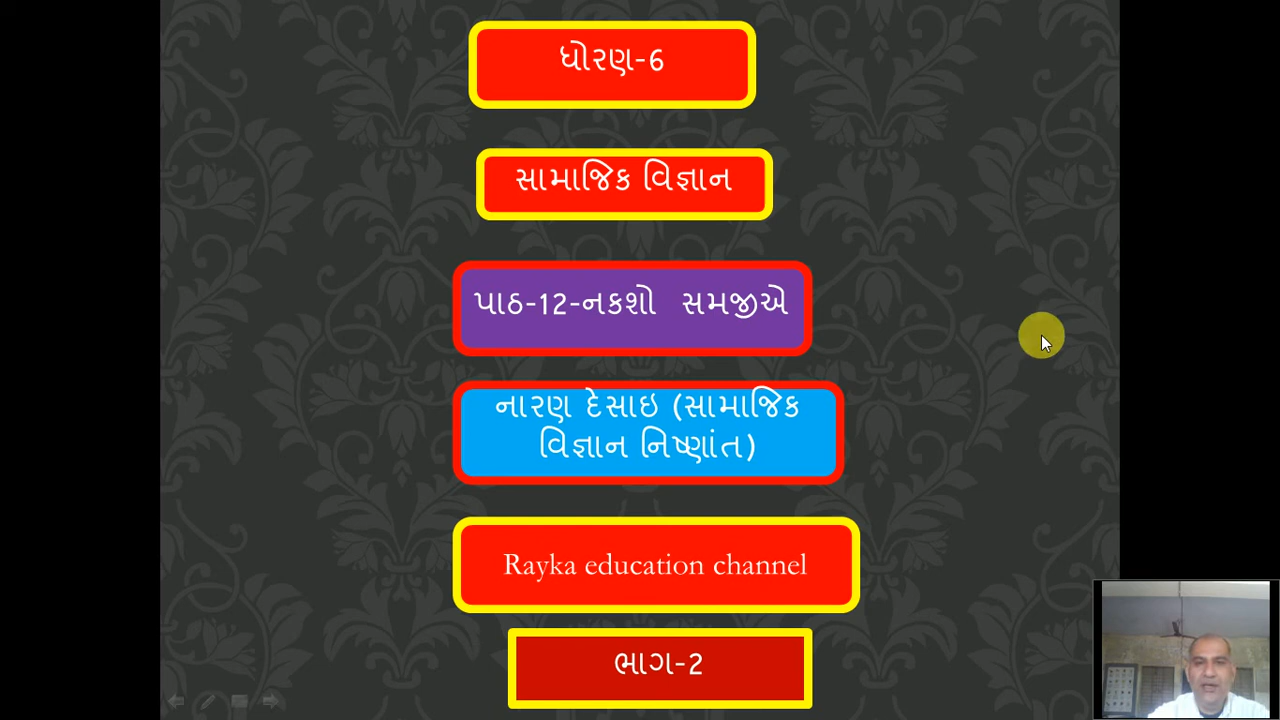 ધોરણ-6
સામાજિક વિજ્ઞાન
પાઠ-12-નકશો સમજીએ
નારણ દેસાઇ (સામાજિક
વિજ્ઞાન નિષ્ણાંત)
Rayka education channel
ભાગ-2